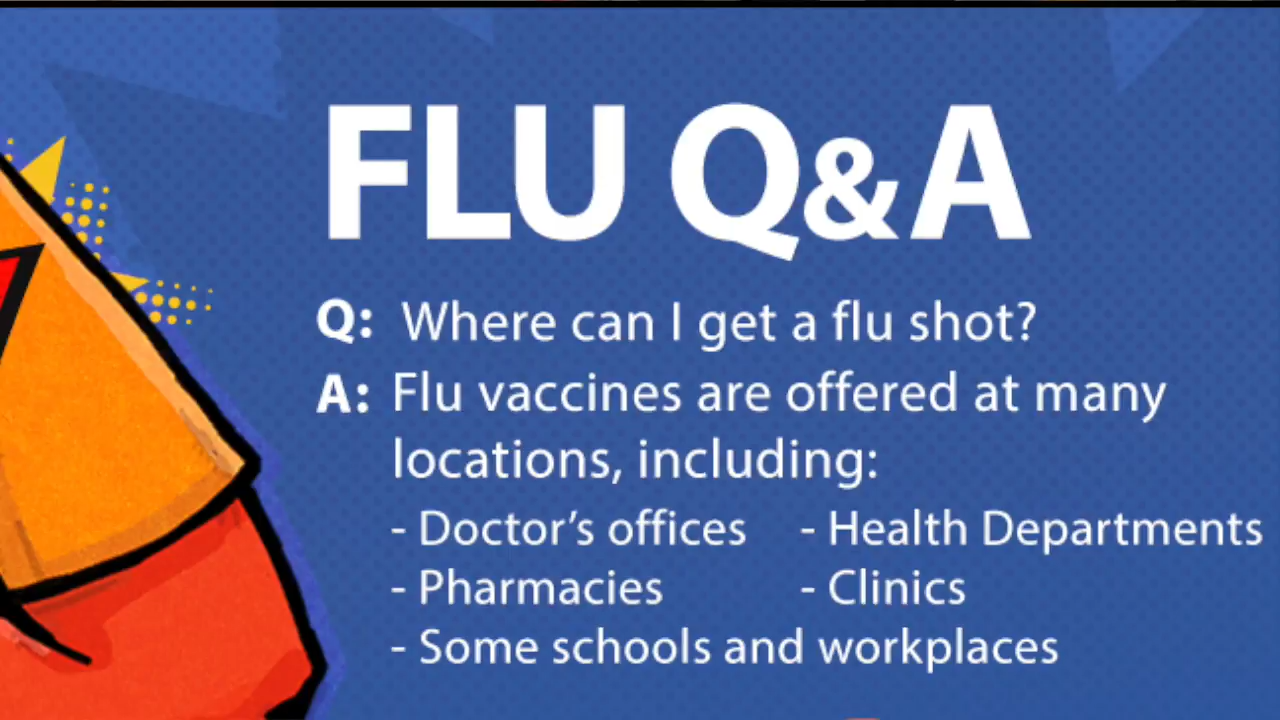 FLU Q&A
Q: Where can I get a flu shot?
A: Flu vaccines are offered at many
locations, including:
- Doctor’s offices - Health Departments
- Pharmacies - Clinics
- Some schools and workplaces